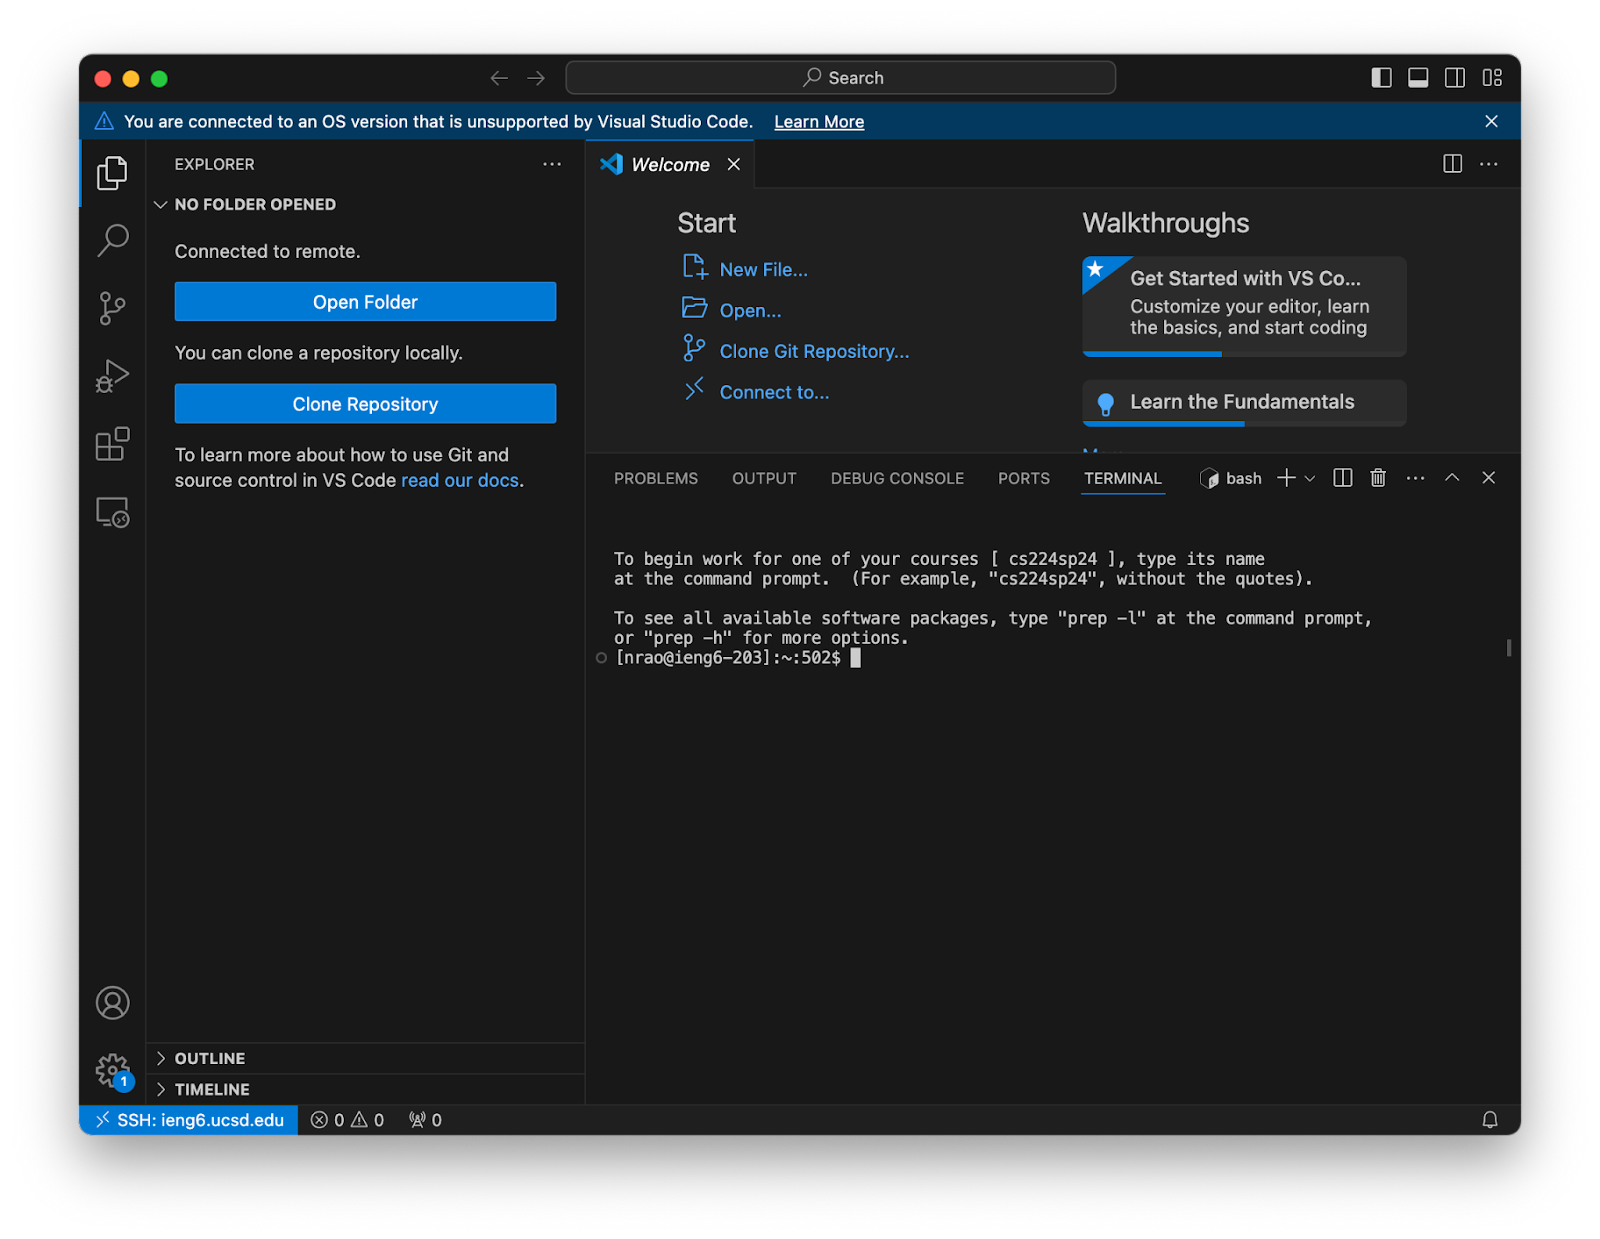 Search
You are connected to an OS version that is unsupported by Visual Studio Code. Learn More
EXPLORER
NO FOLDER OPENED
Connected to remote.
Open Folder
You can clone a repository locally.
Clone Repository
To learn more about how to use Git and
source control in VS Code read our docs.
OUTLINE
TIMELINE
Welcome
Start
New File...
Open...
Clone Git Repository...
Connect to...
Walkthroughs
Get Started with VS Co...
Customize your editor, learn
the basics, and start coding
Learn the Fundamentals
PROBLEMS OUTPUT DEBUG CONSOLE PORTS TERMINAL bash
To begin work for one of your courses [ cs224sp24 ], type its name
at the command prompt.  (For example, "cs224sp24", without the quotes).
To see all available software packages, type "prep -l" at the command prompt,
or "prep -h" for more options.
[nrao@ieng6-203]:~:502$
1
SSH: ieng6.ucsd.edu 0 0 0